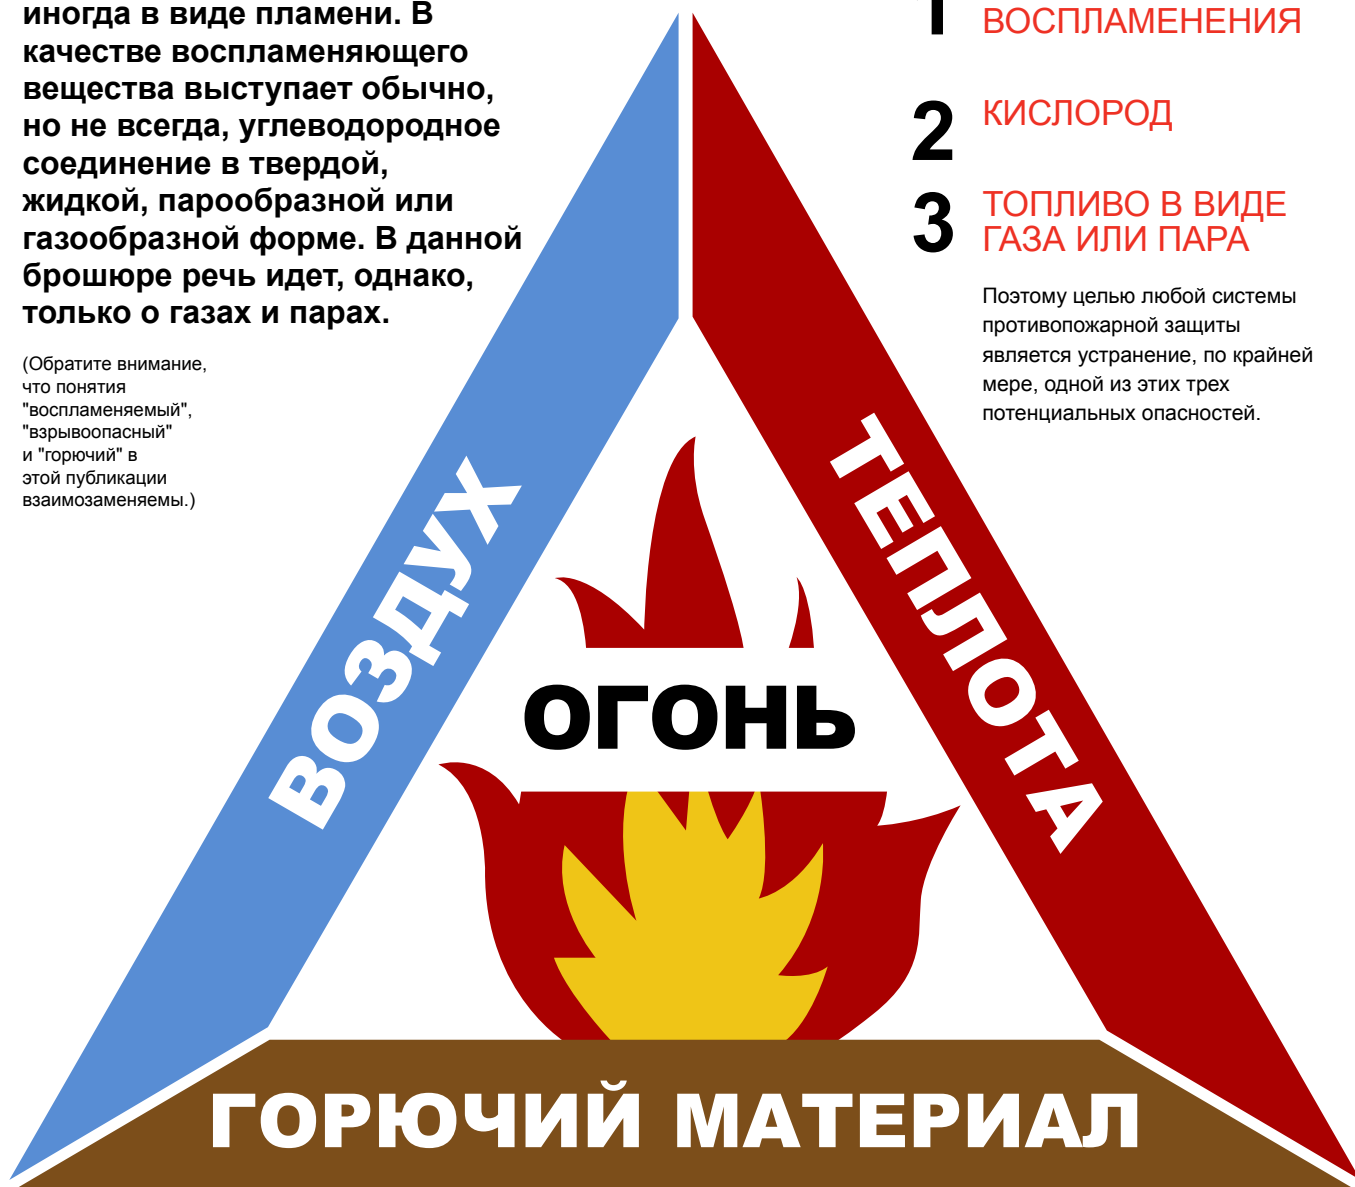 иногда в виде пламени. В
качестве воспламеняющего
вещества выступает обычно,
но не всегда, углеводородное
соединение в твердой,
жидкой, парообразной или
газообразной форме. В данной
брошюре речь идет, однако,
только о газах и парах.
(Обратите внимание,
что понятия
"воспламеняемый",
"взрывоопасный"
и "горючий" в
этой публикации
взаимозаменяемы.)
1
ВОСПЛАМЕНЕНИЯ
2 КИСЛОРОД
3 ТОПЛИВО В ВИДЕ
ГАЗА ИЛИ ПАРА
Поэтому целью любой системы
противопожарной защиты
является устранение, по крайней
мере, одной из этих трех
потенциальных опасностей.
ВОЗДУХ
ТЕПЛОТА
ОГОНЬ
ГОРЮЧИЙ МАТЕРИАЛ